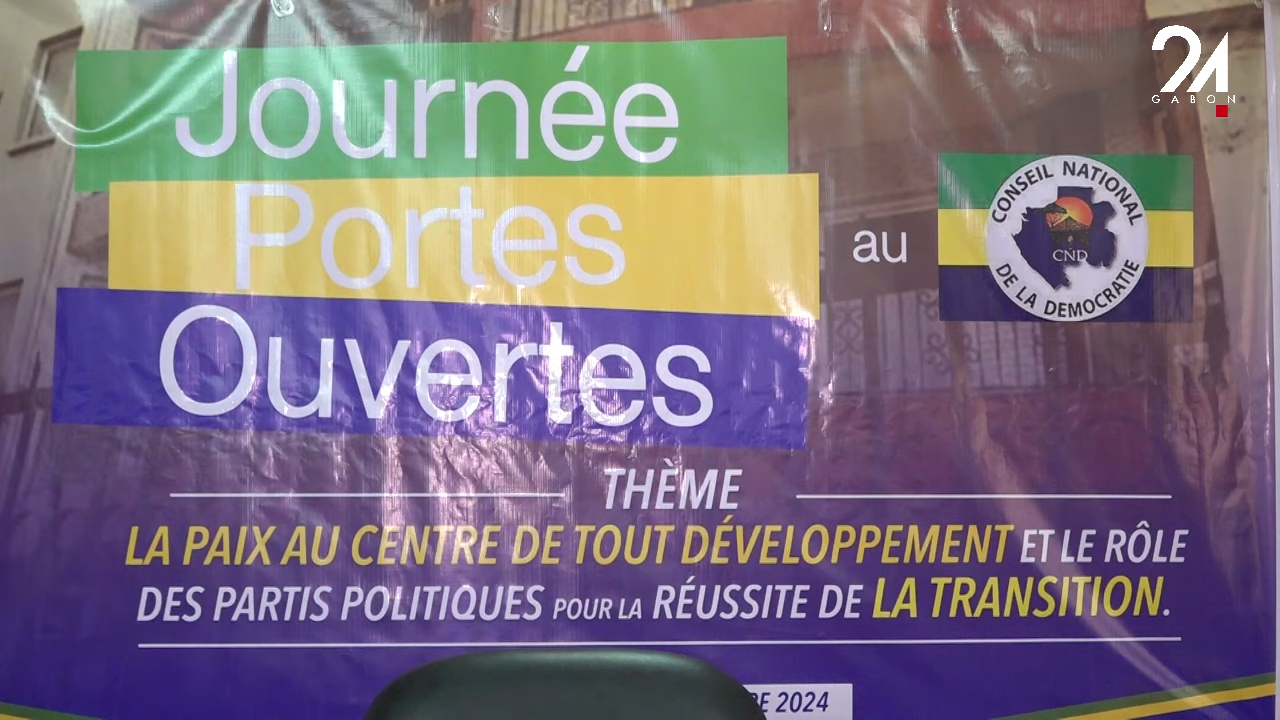 24
GABON
Journée
Portes
Ouvertes
au
CONSEIL NATIONAL
CND
DE LA DEMOCRATIE
THÈME
LA PAIX AU CENTRE DE TOUT DÉVELOPPEMENT ET LE RÔLE
DES PARTIS POLITIQUES POUR LA RÉUSSITE DE LA TRANSITION.
2024